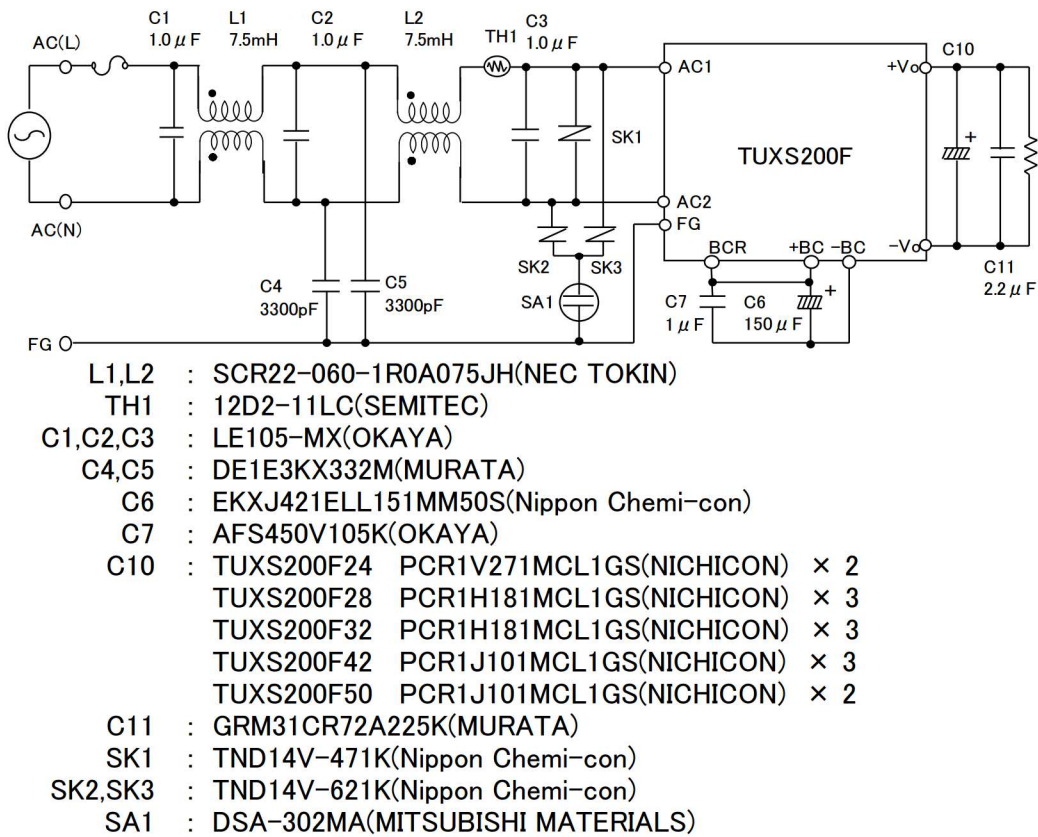 C1
1.0μF
L1
7.5mH
C2
1.0μF
L2
7.5mH
TH1
C3
1.0μF
C10
AC(L)
AC1
+Vo
+
SK1
TUXS200F
AC2
AC(N)
FG
BCR
+BC
-BC
-Vo
SK2
SK3
C11
2.2μF
C4
3300pF
C5
3300pF
SA1
C7
1μF
C6
150μF
+
FG
L1,L2 : SCR22-060-1R0A075JH(NEC TOKIN)
TH1 : 12D2-11LC(SEMITEC)
C1,C2,C3 : LE105-MX(OKAYA)
C4,C5 : DE1E3KX332M(MURATA)
C6 : EKXJ421ELL151MM50S(Nippon Chemi-con)
C7 : AFS450V105K(OKAYA)
C10 : TUXS200F24 PCR1V271MCL1GS(NICHICON) × 2
TUXS200F28 PCR1H181MCL1GS(NICHICON) × 3
TUXS200F32 PCR1H181MCL1GS(NICHICON) × 3
TUXS200F42 PCR1J101MCL1GS(NICHICON) × 3
TUXS200F50 PCR1J101MCL1GS(NICHICON) × 2
C11 : GRM31CR72A225K(MURATA)
SK1 : TND14V-471K(Nippon Chemi-con)
SK2,SK3 : TND14V-621K(Nippon Chemi-con)
SA1 : DSA-302MA(MITSUBISHI MATERIALS)